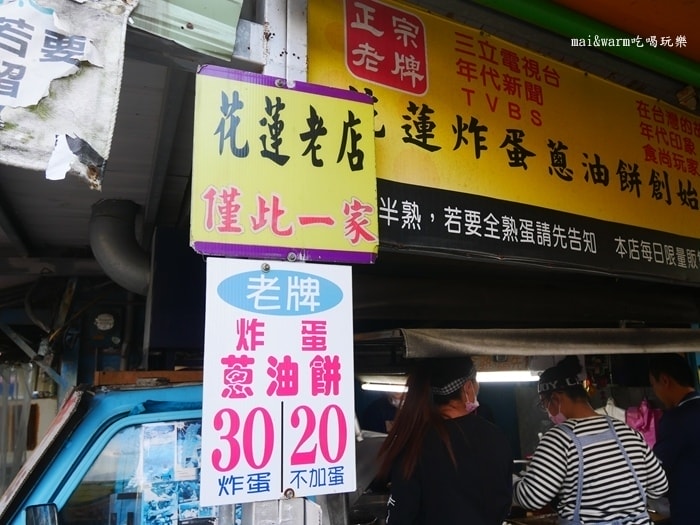 mai&warm吃喝玩樂
若要
正宗
老牌
三立電視台
年代新聞
TVBS
在台灣的
年代印象
食尚玩家
花蓮炸蛋蔥油餅創始
半熟，若要全熟蛋請先告知 本店每日限量販
花蓮老店
僅此一家
老牌
炸蛋
蔥油餅
30 20
炸蛋 不加蛋